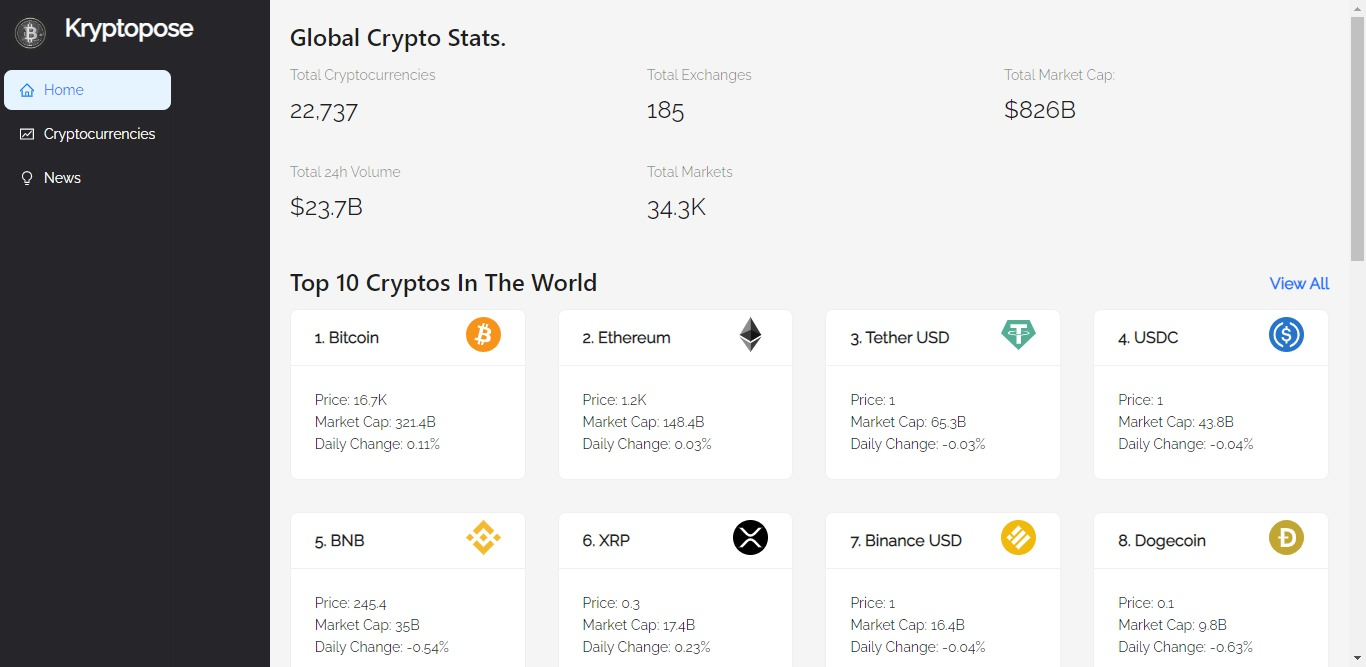 Kryptopose
Home
Cryptocurrencies
News
Global Crypto Stats.
Total Cryptocurrencies
22,737
Total Exchanges
185
Total Market Cap:
$826B
Total 24h Volume
$23.7B
Total Markets
34.3K
Top 10 Cryptos In The World
View All
1. Bitcoin
Price: 16.7K
Market Cap: 321.4B
Daily Change: 0.11%
2. Ethereum
Price: 1.2K
Market Cap: 148.4B
Daily Change: 0.03%
3. Tether USD
Price: 1
Market Cap: 65.3B
Daily Change: -0.03%
4. USDC
Price: 1
Market Cap: 43.8B
Daily Change: -0.04%
5. BNB
Price: 245.4
Market Cap: 35B
Daily Change: -0.54%
6. XRP
Price: 0.3
Market Cap: 17.4B
Daily Change: 0.23%
7. Binance USD
Price: 1
Market Cap: 16.4B
Daily Change: -0.04%
8. Dogecoin
Price: 0.1
Market Cap: 9.8B
Daily Change: -0.63%